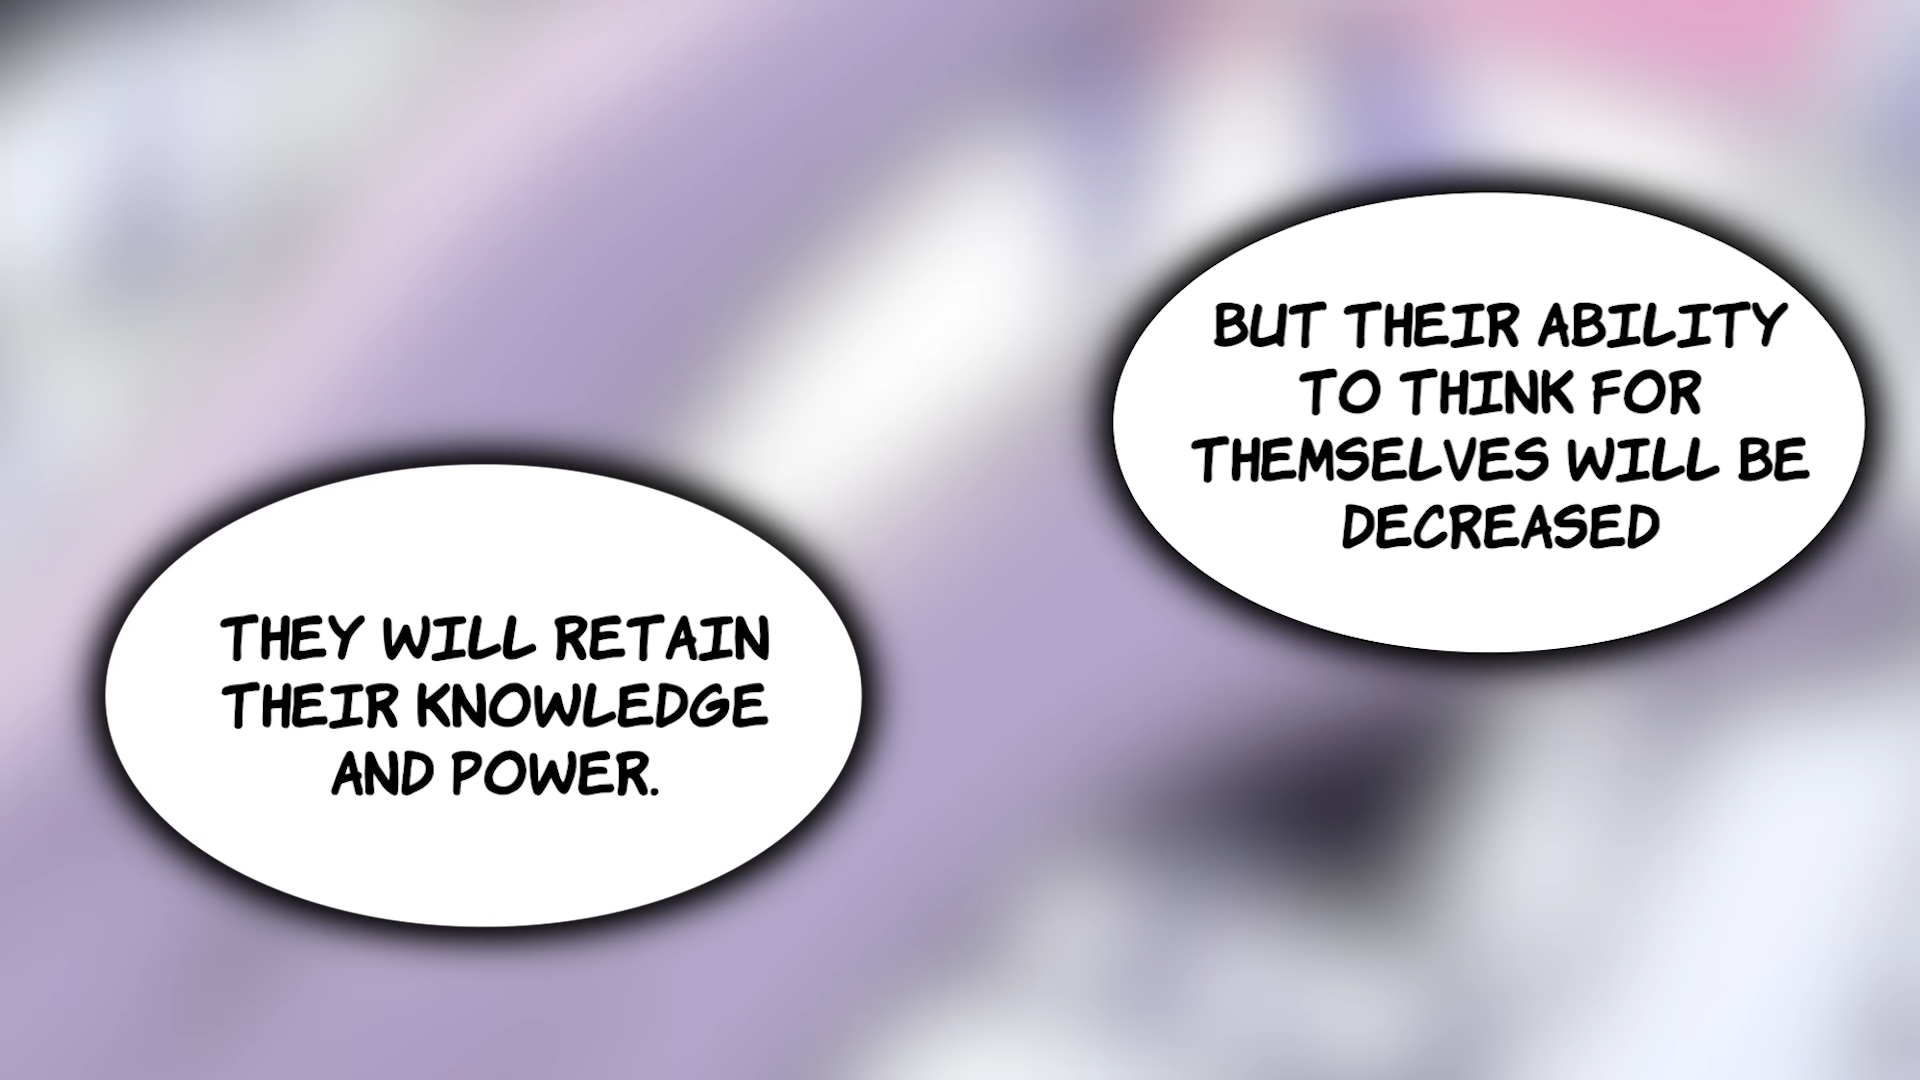 THEY WILL RETAIN
THEIR KNOWLEDGE
AND POWER.
BUT THEIR ABILITY
TO THINK FOR
THEMSELVES WILL BE
DECREASED